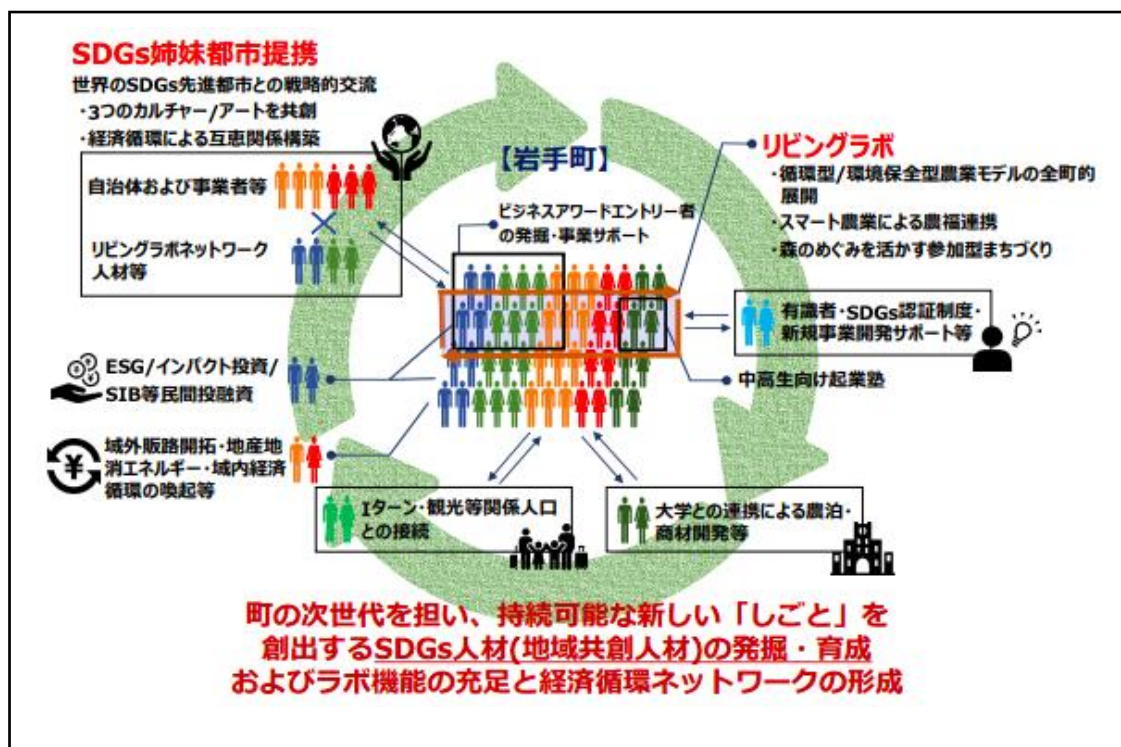 SDGs姉妹都市提携
世界のSDGs先進都市との戦略的交流
・3つのカルチャー/アートを共創
・経済循環による互恵関係構築
自治体および事業者等
リビングラボネットワーク
人材等
【岩手町】
ビジネスアワードエントリー者
の発掘・事業サポート
リビングラボ
・循環型/環境保全型農業モデルの全町的
展開
・スマート農業による農福連携
・森のめぐみを活かす参加型まちづくり
有識者・SDGs認証制度・
新規事業開発サポート等
中高生向け起業塾
ESG/インパクト投資/
SIB等民間投融資
域外販路開拓・地産地
消エネルギー・域内経済
循環の喚起等
¥
Iターン・観光等関係人口
との接続
大学との連携による農泊・
商材開発等
町の次世代を担い、持続可能な新しい「しごと」を
創出するSDGs人材(地域共創人材)の発掘・育成
およびラボ機能の充足と経済循環ネットワークの形成